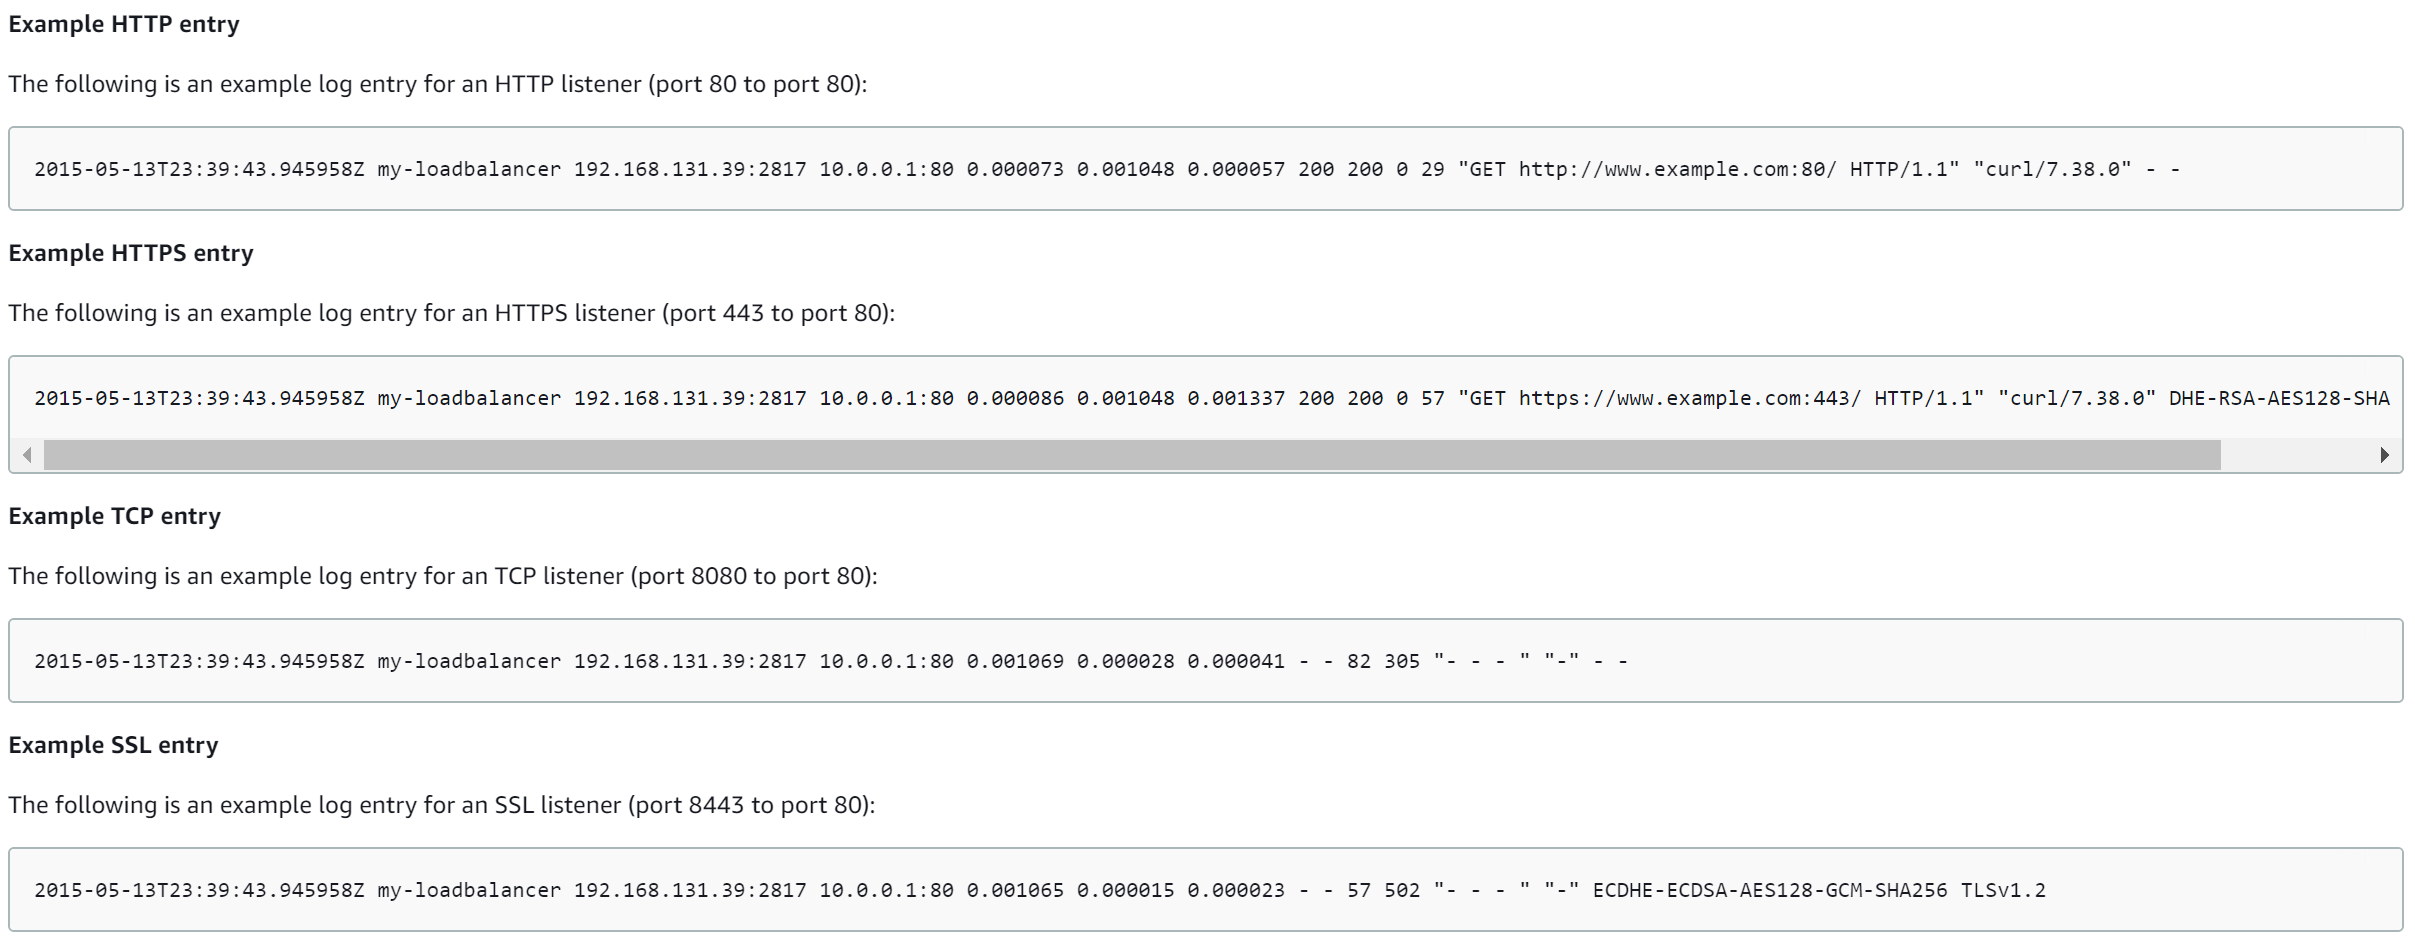 Example HTTP entry
The following is an example log entry for an HTTP listener (port 80 to port 80):
2015-05-13T23:39:43.945958Z my-loadbalancer 192.168.131.39:2817 10.0.0.1:80 0.000073 0.001048 0.000057 200 200 0 29 "GET http://www.example.com:80/ HTTP/1.1" "curl/7.38.0" - -
Example HTTPS entry
The following is an example log entry for an HTTPS listener (port 443 to port 80):
2015-05-13T23:39:43.945958Z my-loadbalancer 192.168.131.39:2817 10.0.0.1:80 0.000086 0.001048 0.001337 200 200 0 57 "GET https://www.example.com:443/ HTTP/1.1" "curl/7.38.0" DHE-RSA-AES128-SHA
Example TCP entry
The following is an example log entry for an TCP listener (port 8080 to port 80):
2015-05-13T23:39:43.945958Z my-loadbalancer 192.168.131.39:2817 10.0.0.1:80 0.001069 0.000028 0.000041 - - 82 305 "- - - " "-" - -
Example SSL entry
The following is an example log entry for an SSL listener (port 8443 to port 80):
2015-05-13T23:39:43.945958Z my-loadbalancer 192.168.131.39:2817 10.0.0.1:80 0.001065 0.000015 0.000023 - - 57 502 "- - - " "-" ECDHE-ECDSA-AES128-GCM-SHA256 TLSv1.2